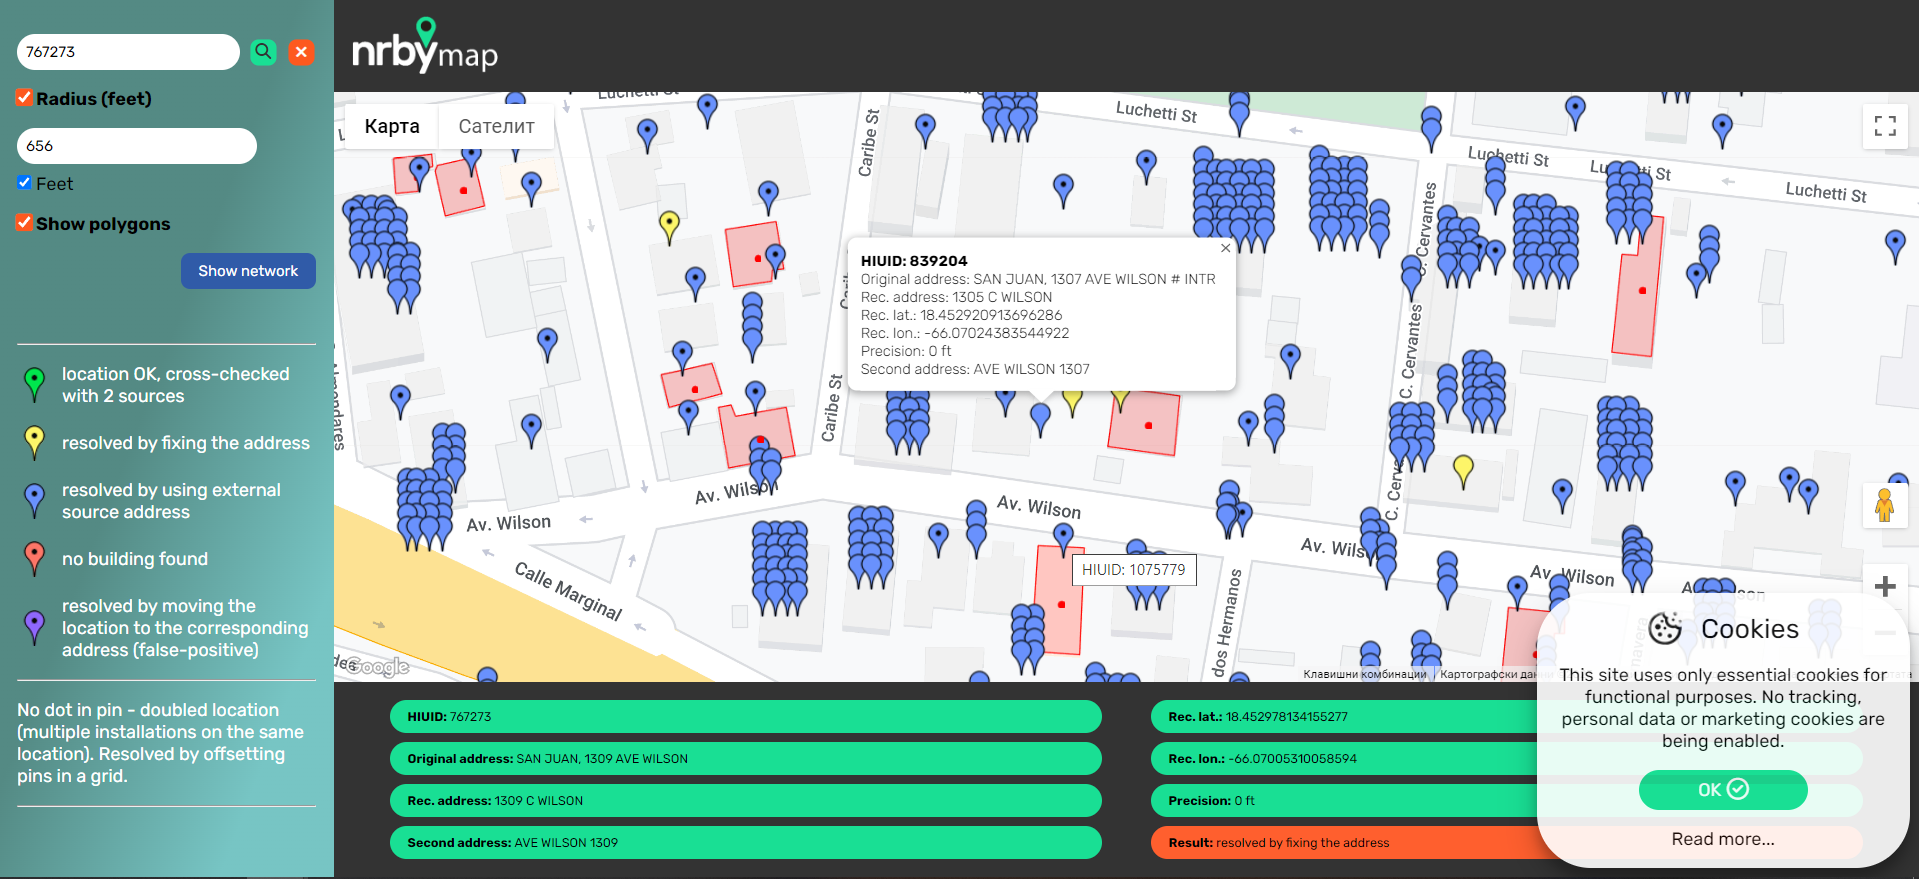 767273
Radius (feet)
656
Feet
Show polygons
Show network
location OK, cross-checked
with 2 sources
resolved by fixing the address
resolved by using external
source address
no building found
resolved by moving the
location to the corresponding
address (false-positive)
No dot in pin - doubled location
(multiple installations on the same
location). Resolved by offsetting
pins in a grid.
nrbymap
Карта
Сателит
Luchetti St
Luchetti St
Luchetti St
Luchetti St
Luchetti St
Caribe St
Caribe St
C. Cervantes
C. Cervantes
HIUID: 839204
Original address: SAN JUAN, 1307 AVE WILSON # INTR
Rec. address: 1305 C WILSON
Rec. lat.: 18.452920913696286
Rec. lon.: -66.07024383544922
Precision: 0 ft
Second address: AVE WILSON 1307
Av. Wilson
Av. Wilson
Av. Wilson
Av. Wils
Av. Wilson
Calle Marginal
dos Hermanos
HIUID: 1075779
Google
Клавишни комбинации
Картографски данн
HIUID: 767273
Original address: SAN JUAN, 1309 AVE WILSON
Rec. address: 1309 C WILSON
Second address: AVE WILSON 1309
Rec. lat.: 18.452978134155277
Rec. lon.: -66.07005310058594
Precision: 0 ft
Result: resolved by fixing the address
Cookies
This site uses only essential cookies for
functional purposes. No tracking,
personal data or marketing cookies are
being enabled.
OK
Read more...